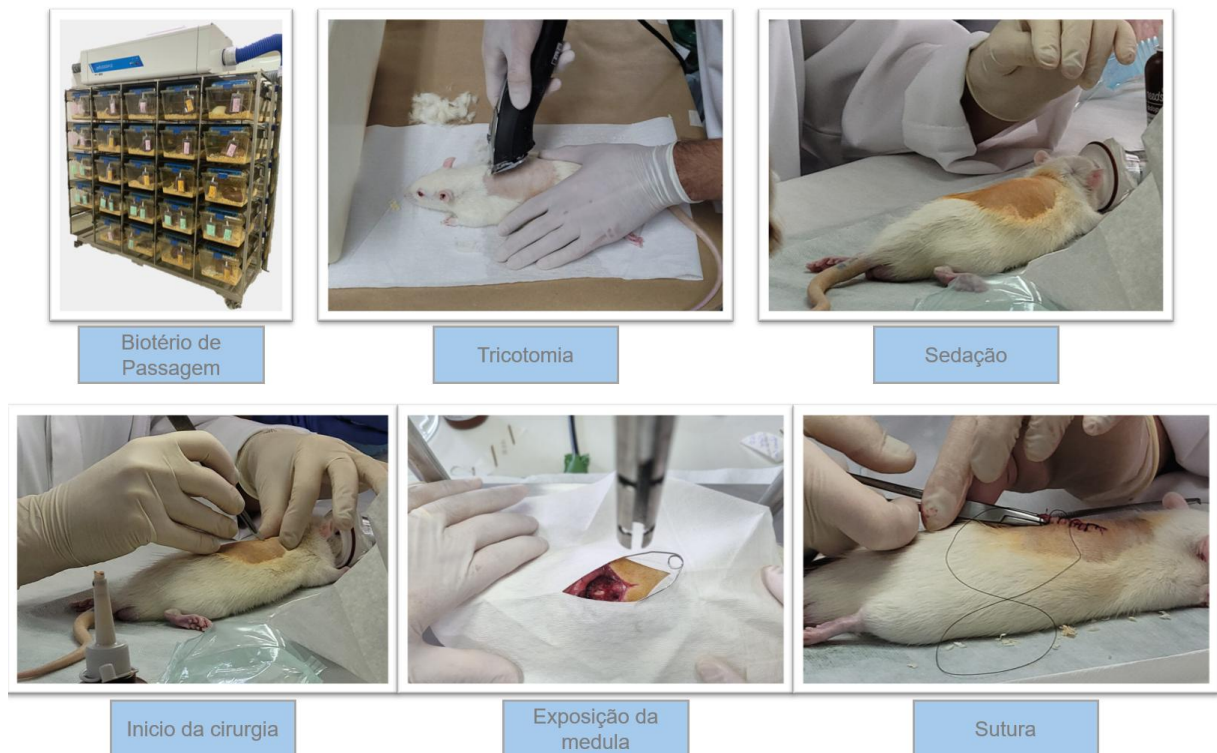 Biotério de
Passagem
Tricotomia
Sedação
Inicio da cirurgia
Exposição da
medula
Sutura